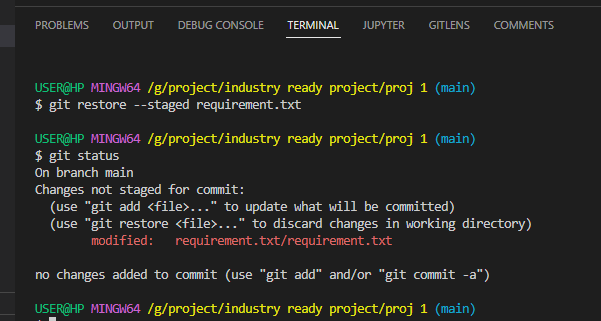 PROBLEMS OUTPUT DEBUG CONSOLE TERMINAL JUPYTER GITLENS COMMENTS
USER@HP MINGW64 /g/project/industry ready project/proj 1 (main)
$ git restore --staged requirement.txt
USER@HP MINGW64 /g/project/industry ready project/proj 1 (main)
$ git status
On branch main
Changes not staged for commit:
  (use "git add <file>..." to update what will be committed)
  (use "git restore <file>..." to discard changes in working directory)
        modified:   requirement.txt/requirement.txt
no changes added to commit (use "git add" and/or "git commit -a")
USER@HP MINGW64 /g/project/industry ready project/proj 1 (main)
$